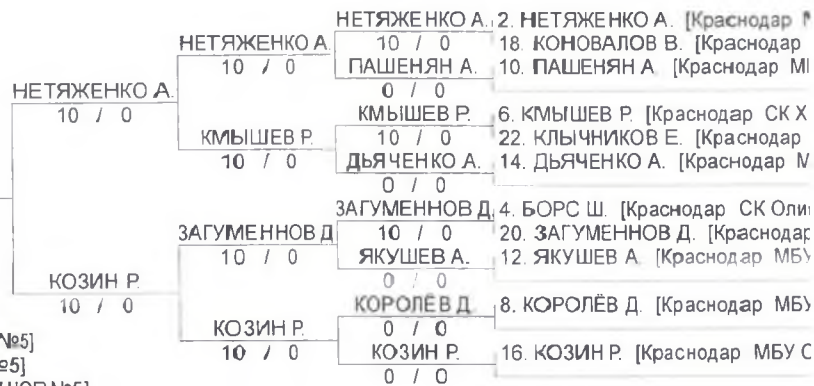 НЕТЯЖЕНКО А. 2. НЕТЯЖЕНКО А. [Краснодар
НЕТЯЖЕНКО А. 10 / 0 18. КОНОВАЛОВ В. [Краснодар
10 / 0 ПАШЕНЯН А. 10. ПАШЕНЯН А. [Краснодар
НЕТЯЖЕНКО А. 0 / 0
10 / 0 КМЫШЕВ Р. 6. КМЫШЕВ Р. [Краснодар СК Х
КМЫШЕВ Р. 10 / 0 22. КЛЫЧНИКОВ Е. [Краснодар
10 / 0 ДЬЯЧЕНКО А. 14. ДЬЯЧЕНКО А. [Краснодар
0 / 0
ЗАГУМЕННОВ Д. 4. БОРС Ш. [Краснодар СК Оли
ЗАГУМЕННОВ Д 10 / 0 20. ЗАГУМЕННОВ Д. [Краснодар
10 / 0 ЯКУШЕВ А. 12. ЯКУШЕВ А. [Краснодар МБУ
КОЗИН Р. 0 / 0
10 / 0 КОРОЛЁВ Д. 8. КОРОЛЁВ Д. [Краснодар МБУ
КОЗИН Р. 0 / 0
№5] 10 / 0 КОЗИН Р. 16. КОЗИН Р. [Краснодар МБУ С
№5] 0 / 0
№5]